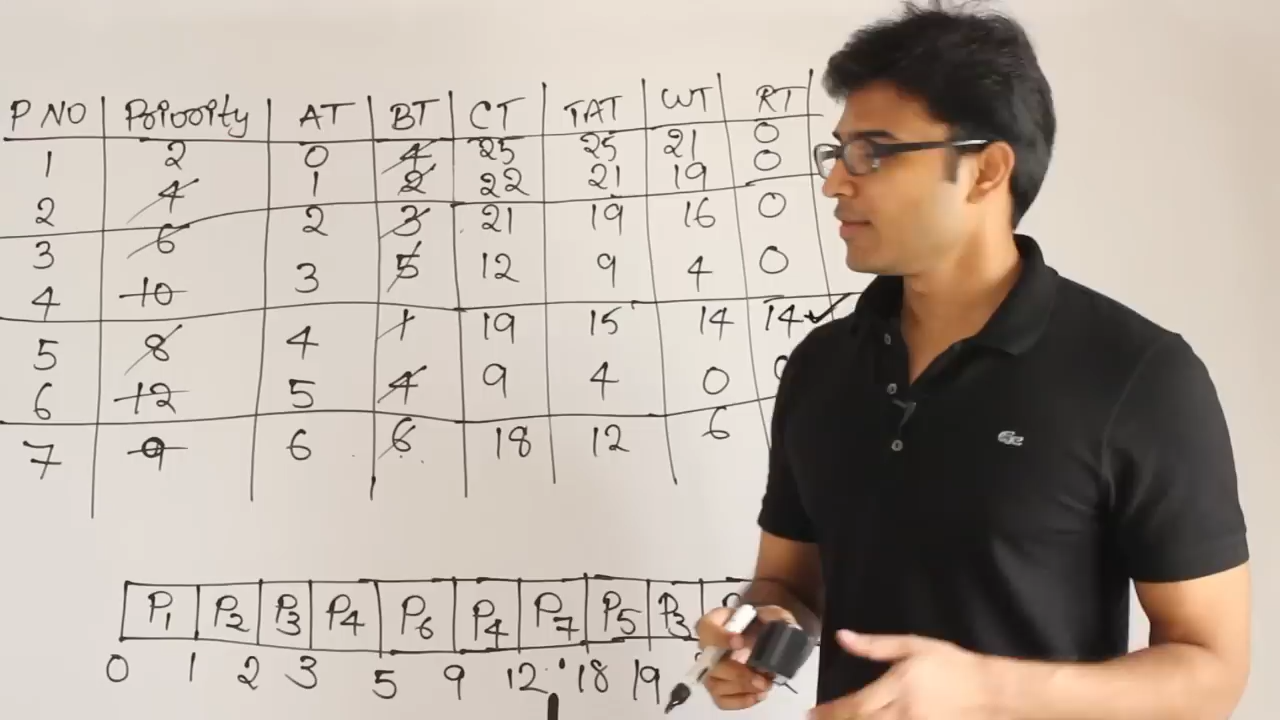 P NO Priority AT BT CT TAT WT RT
1 2 0 4 25 25 21 0
2 4 1 2 22 21 19 0
3 6 2 3 21 19 16 0
4 10 3 5 12 9 4 0
5 8 4 1 19 15 14 14 ✓
6 12 5 4 9 4 0
7 9 6 6 18 12 6
P1 P2 P3 P4 P6 P4 P7 P5 P3
0 1 2 3 5 9 12 18 19